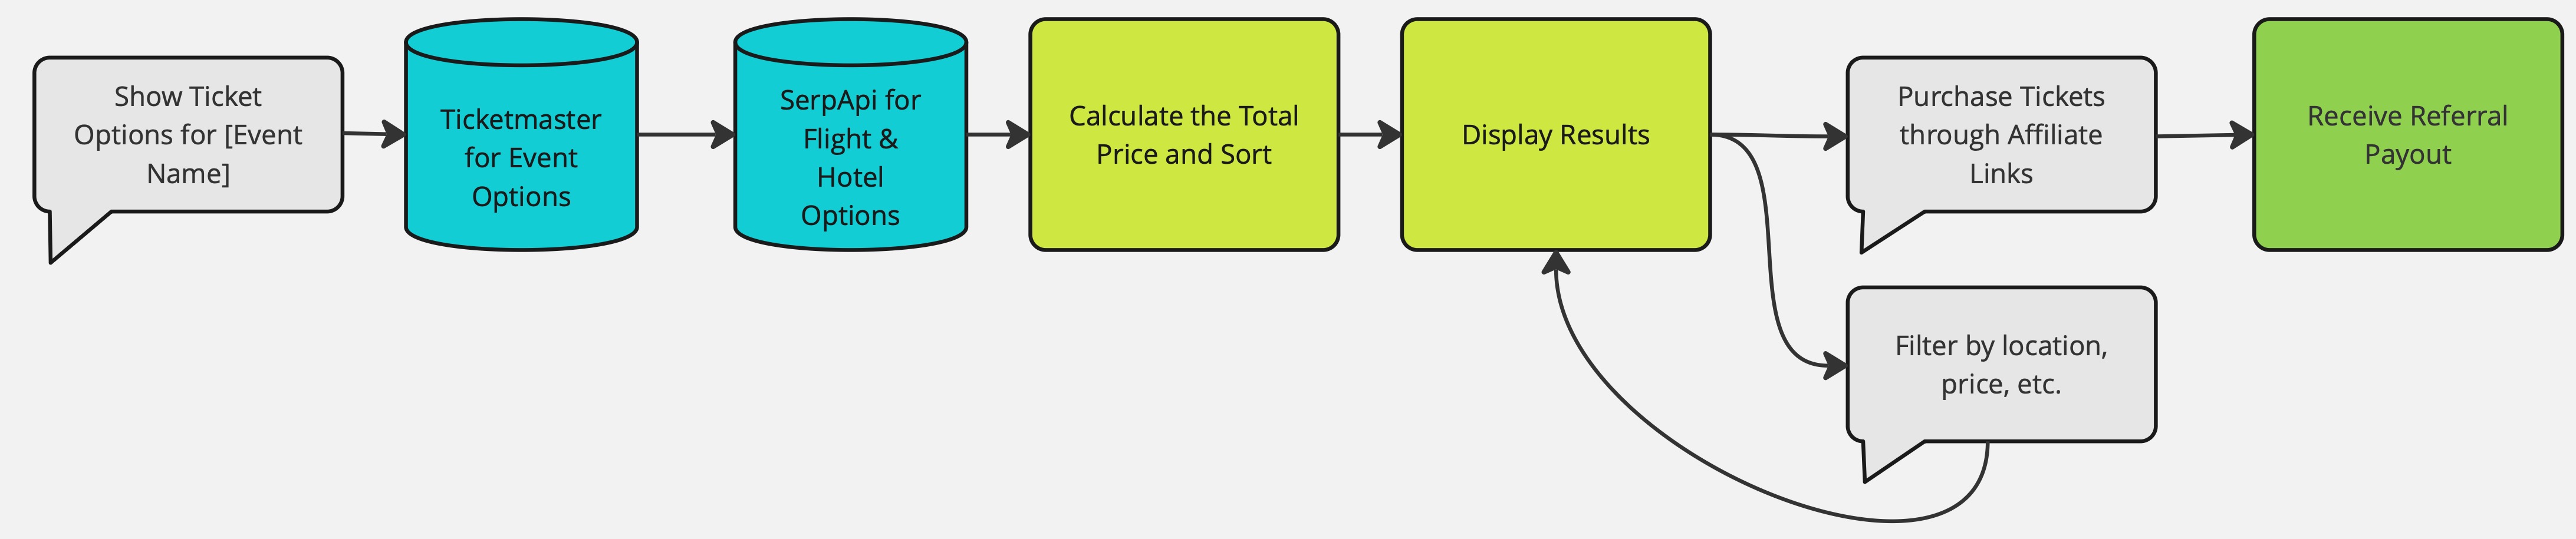 Show Ticket
Options for [Event
Name]
Ticketmaster
for Event
Options
SerpApi for
Flight &
Hotel
Options
Calculate the Total
Price and Sort
Display Results
Purchase Tickets
through Affiliate
Links
Receive Referral
Payout
Filter by location,
price, etc.